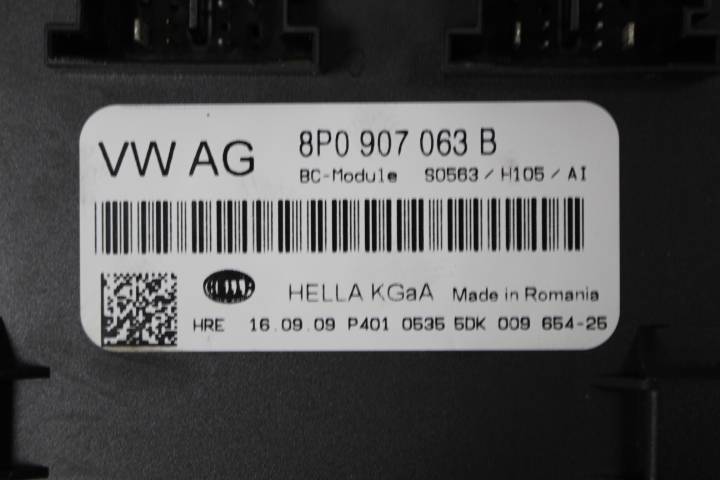 VW AG 8P0 907 063 B
BC-Module S0563 / H105 / AI
HELLA HELLA KGaA Made in Romania
HRE 16.09.09 P401 0535 5DK 009 654-25